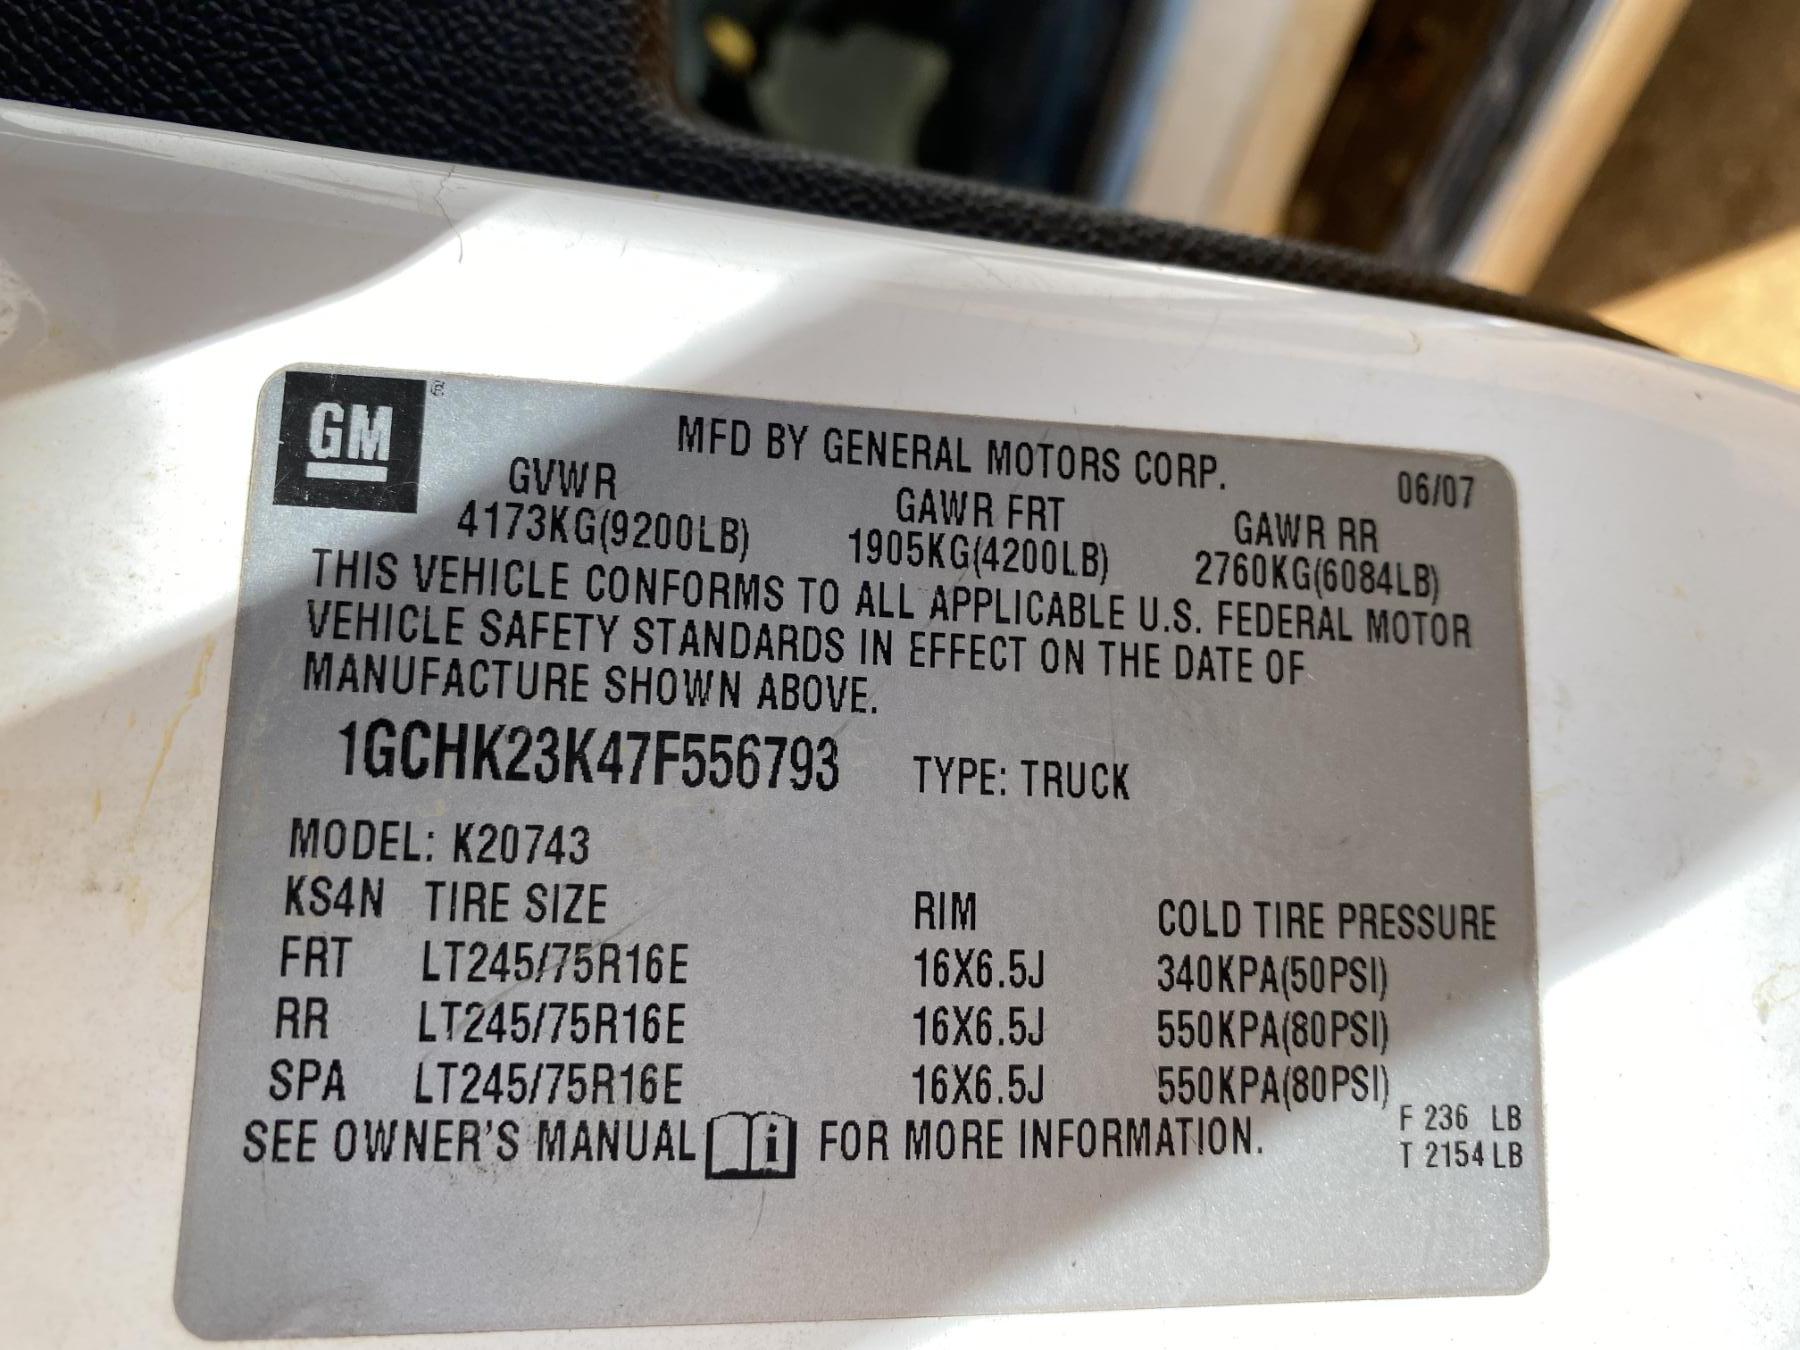 GM ®
MFD BY GENERAL MOTORS CORP. 06/07
GVWR GAWR FRT GAWR RR
4173KG(9200LB) 1905KG(4200LB) 2760KG(6084LB)
THIS VEHICLE CONFORMS TO ALL APPLICABLE U.S. FEDERAL MOTOR
VEHICLE SAFETY STANDARDS IN EFFECT ON THE DATE OF
MANUFACTURE SHOWN ABOVE.
1GCHK23K47F556793 TYPE: TRUCK
MODEL: K20743
KS4N TIRE SIZE RIM COLD TIRE PRESSURE
FRT LT245/75R16E 16X6.5J 340KPA(50PSI)
RR LT245/75R16E 16X6.5J 550KPA(80PSI)
SPA LT245/75R16E 16X6.5J 550KPA(80PSI)
SEE OWNER'S MANUAL i FOR MORE INFORMATION.
F 236 LB
T 2154 LB